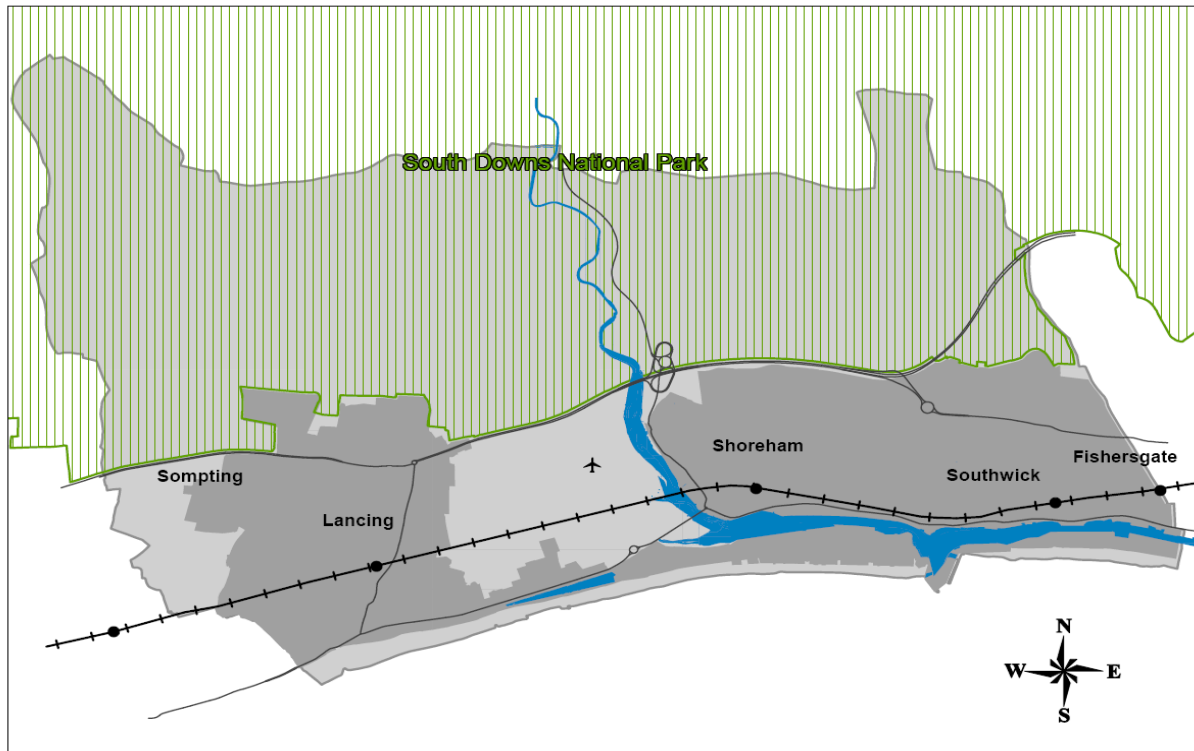 South Downs National Park
Shoreham
Fishersgate
Sompting
Southwick
Lancing
N
W
E
S